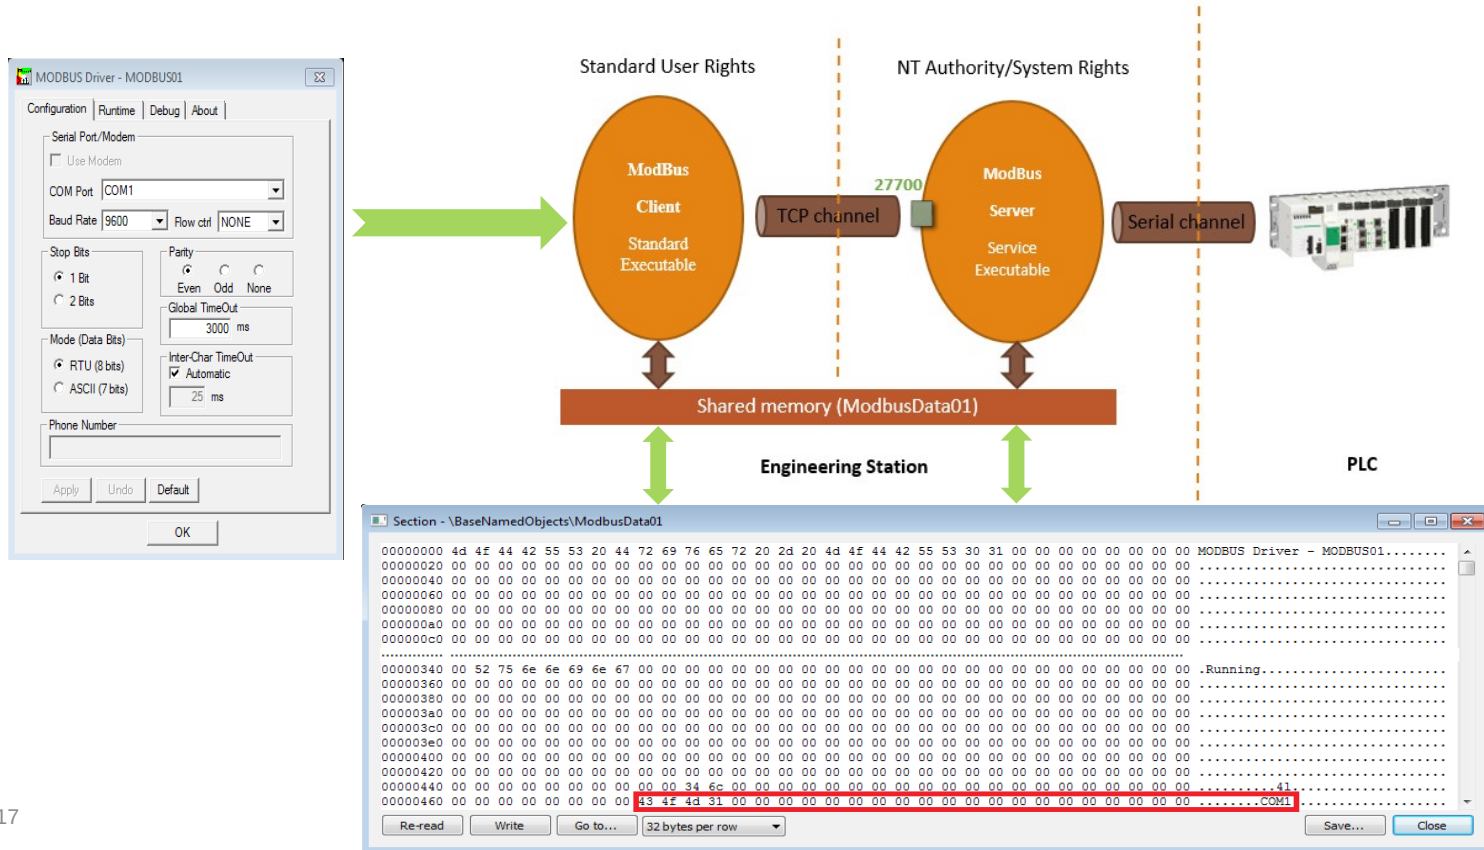 MODBUS Driver - MODBUS01
Configuration Runtime Debug About
Serial Port/Modem
Use Modem
COM Port COM1
Baud Rate 9600 Flow ctrl NONE
Stop Bits
1 Bit
2 Bits
Parity
Even Odd None
Global TimeOut
3000 ms
Mode (Data Bits)
RTU (8 bits)
ASCII (7 bits)
Inter-Char TimeOut
Automatic
25 ms
Phone Number
Apply Undo Default
OK
Standard User Rights
NT Authority/System Rights
ModBus
Client
Standard
Executable
TCP channel
27700
ModBus
Server
Service
Executable
Serial channel
Shared memory (ModbusData01)
Engineering Station
PLC
Section - \BaseNamedObjects\ModbusData01
00000000 4d 4f 44 42 55 53 20 44 72 69 76 65 72 20 2d 20 4d 4f 44 42 55 53 30 31 00 00 00 00 00 00 00 00 MODBUS Driver - MODBUS01........
00000020 00 00 00 00 00 00 00 00 00 00 00 00 00 00 00 00 00 00 00 00 00 00 00 00 00 00 00 00 00 00 00 00 ................................
00000040 00 00 00 00 00 00 00 00 00 00 00 00 00 00 00 00 00 00 00 00 00 00 00 00 00 00 00 00 00 00 00 00 ................................
00000060 00 00 00 00 00 00 00 00 00 00 00 00 00 00 00 00 00 00 00 00 00 00 00 00 00 00 00 00 00 00 00 00 ................................
00000080 00 00 00 00 00 00 00 00 00 00 00 00 00 00 00 00 00 00 00 00 00 00 00 00 00 00 00 00 00 00 00 00 ................................
000000a0 00 00 00 00 00 00 00 00 00 00 00 00 00 00 00 00 00 00 00 00 00 00 00 00 00 00 00 00 00 00 00 00 ................................
000000c0 00 00 00 00 00 00 00 00 00 00 00 00 00 00 00 00 00 00 00 00 00 00 00 00 00 00 00 00 00 00 00 00 ................................
00000340 00 52 75 6e 6e 69 6e 67 00 00 00 00 00 00 00 00 00 00 00 00 00 00 00 00 00 00 00 00 00 00 00 00 .Running........................
00000360 00 00 00 00 00 00 00 00 00 00 00 00 00 00 00 00 00 00 00 00 00 00 00 00 00 00 00 00 00 00 00 00 ................................
00000380 00 00 00 00 00 00 00 00 00 00 00 00 00 00 00 00 00 00 00 00 00 00 00 00 00 00 00 00 00 00 00 00 ................................
000003a0 00 00 00 00 00 00 00 00 00 00 00 00 00 00 00 00 00 00 00 00 00 00 00 00 00 00 00 00 00 00 00 00 ................................
000003c0 00 00 00 00 00 00 00 00 00 00 00 00 00 00 00 00 00 00 00 00 00 00 00 00 00 00 00 00 00 00 00 00 ................................
000003e0 00 00 00 00 00 00 00 00 00 00 00 00 00 00 00 00 00 00 00 00 00 00 00 00 00 00 00 00 00 00 00 00 ................................
00000400 00 00 00 00 00 00 00 00 00 00 00 00 00 00 00 00 00 00 00 00 00 00 00 00 00 00 00 00 00 00 00 00 ................................
00000420 00 00 00 00 00 00 00 00 00 00 00 00 00 00 00 00 00 00 00 00 00 00 00 00 00 00 00 00 00 00 00 00 ................................
00000440 00 00 00 00 00 00 00 00 00 00 34 6c 00 00 00 00 00 00 00 00 00 00 00 00 00 00 00 00 00 00 00 00 ..........4l....................
00000460 00 00 00 00 00 00 00 00 43 4f 4d 31 00 00 00 00 00 00 00 00 00 00 00 00 00 00 00 00 00 00 00 00 ........COM1....................
Re-read Write Go to... 32 bytes per row Save... Close
17